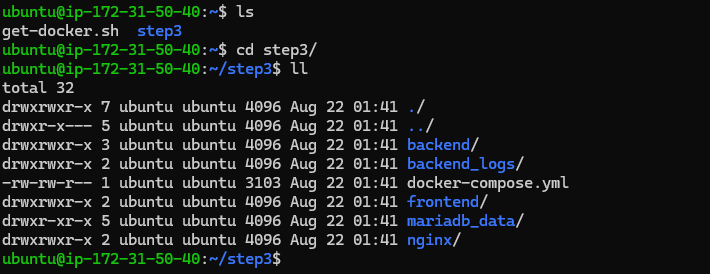 ubuntu@ip-172-31-50-40:~$ ls
get-docker.sh  step3
ubuntu@ip-172-31-50-40:~$ cd step3/
ubuntu@ip-172-31-50-40:~/step3$ ll
total 32
drwxrwxr-x 7 ubuntu ubuntu 4096 Aug 22 01:41 ./
drwxr-x--- 5 ubuntu ubuntu 4096 Aug 22 01:41 ../
drwxrwxr-x 3 ubuntu ubuntu 4096 Aug 22 01:41 backend/
drwxrwxr-x 2 ubuntu ubuntu 4096 Aug 22 01:41 backend_logs/
-rw-rw-r-- 1 ubuntu ubuntu 3103 Aug 22 01:41 docker-compose.yml
drwxrwxr-x 2 ubuntu ubuntu 4096 Aug 22 01:41 frontend/
drwxrwxr-x 5 ubuntu ubuntu 4096 Aug 22 01:41 mariadb_data/
drwxr-xr-x 2 ubuntu ubuntu 4096 Aug 22 01:41 nginx/
ubuntu@ip-172-31-50-40:~/step3$